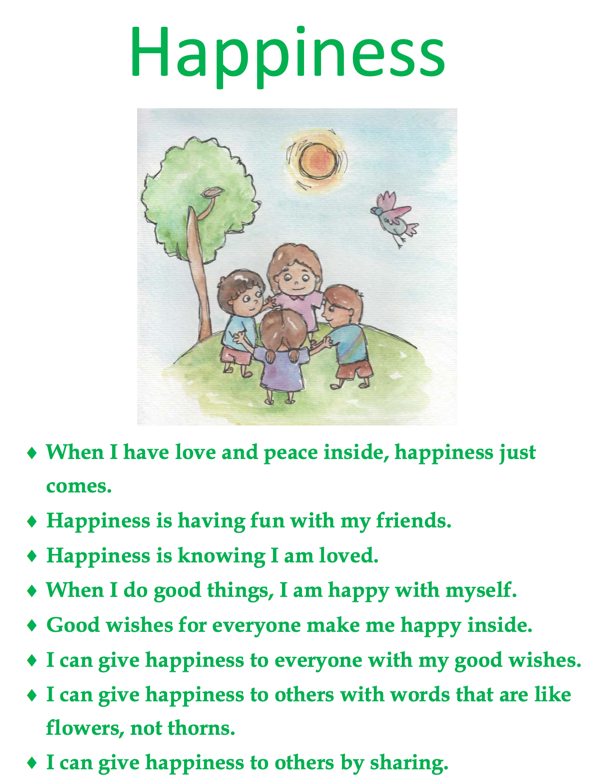 Happiness
♦ When I have love and peace inside, happiness just
comes.
♦ Happiness is having fun with my friends.
♦ Happiness is knowing I am loved.
♦ When I do good things, I am happy with myself.
♦ Good wishes for everyone make me happy inside.
♦ I can give happiness to everyone with my good wishes.
♦ I can give happiness to others with words that are like
flowers, not thorns.
♦ I can give happiness to others by sharing.